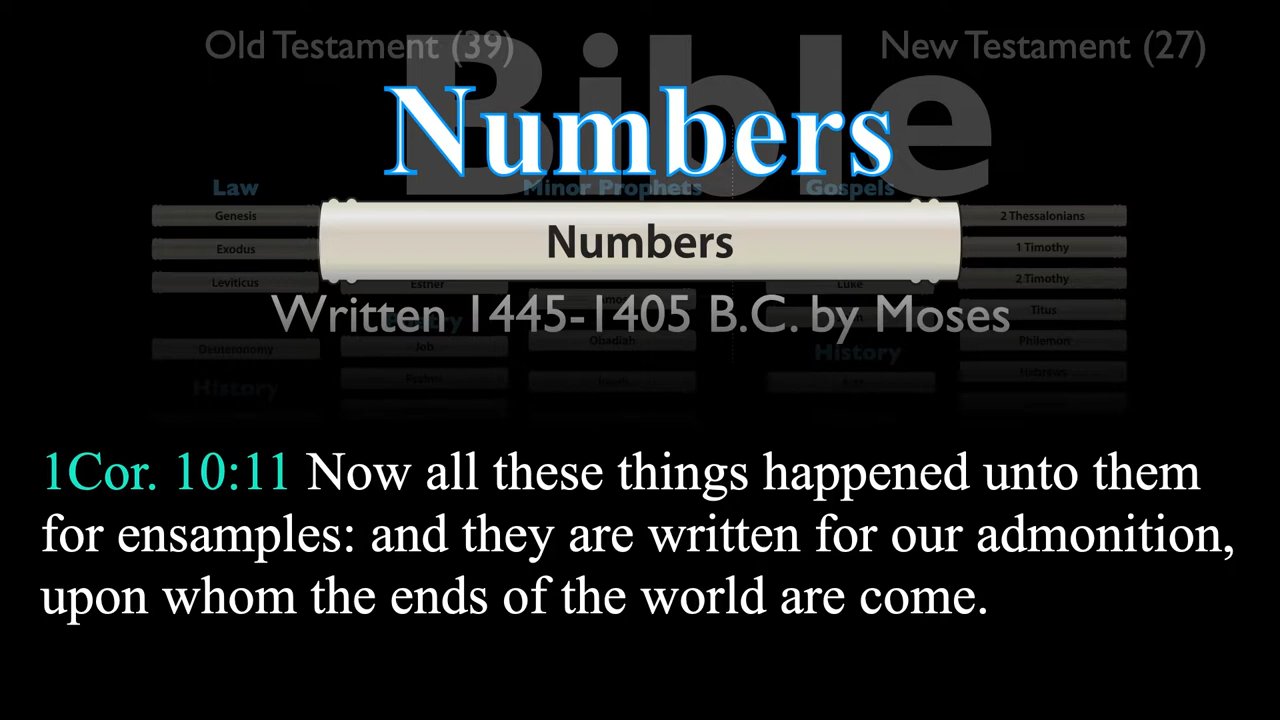 Old Testament (39)
New Testament (27)
Bible
Numbers
Law
Minor Prophets
Gospels
Genesis
2 Thessalonians
Numbers
Exodus
1 Timothy
Leviticus
Esther
Luke
2 Timothy
Written 1445-1405 B.C. by Moses
Titus
Deuteronomy
Job
Obadiah
History
Philemon
History
Hebrews
1Cor. 10:11 Now all these things happened unto them
for ensamples: and they are written for our admonition,
upon whom the ends of the world are come.